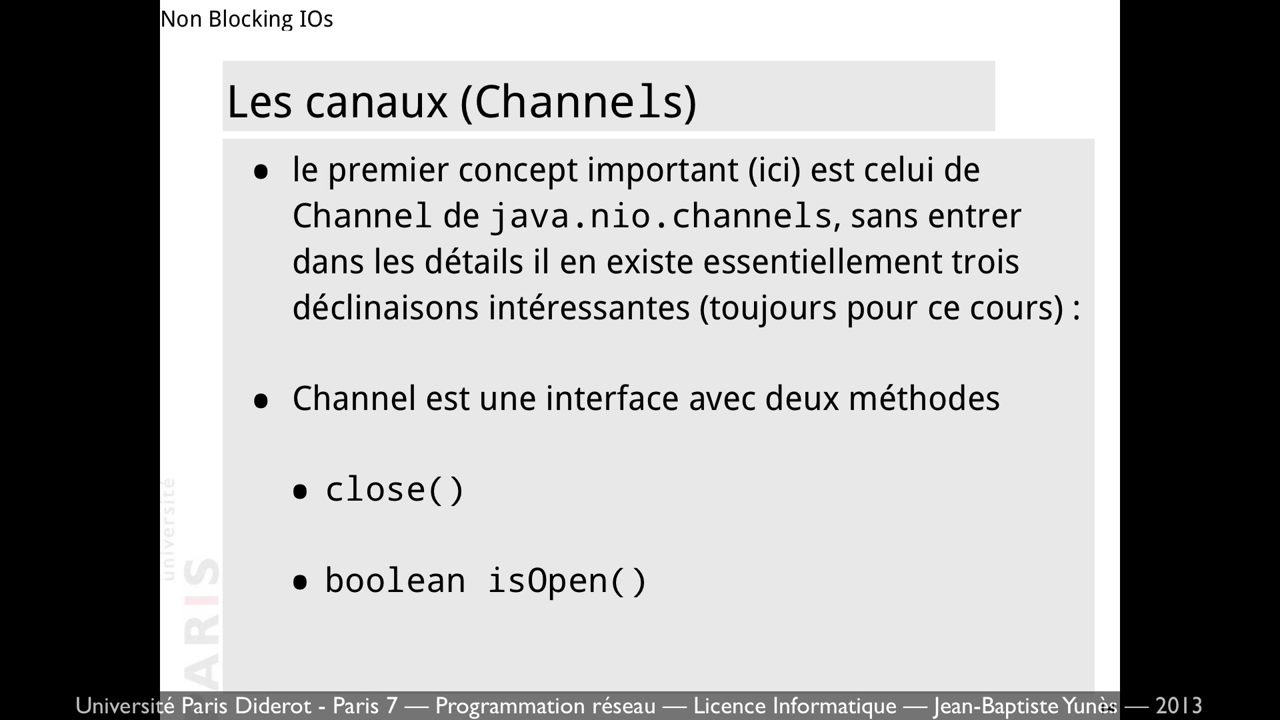 Non Blocking IOs
Les canaux (Channels)
• le premier concept important (ici) est celui de
Channel de java.nio.channels, sans entrer
dans les détails il en existe essentiellement trois
déclinaisons intéressantes (toujours pour ce cours) :
• Channel est une interface avec deux méthodes
• close()
• boolean isOpen()
université
PARIS
Université Paris Diderot - Paris 7 — Programmation réseau — Licence Informatique — Jean-Baptiste Yunès — 2013